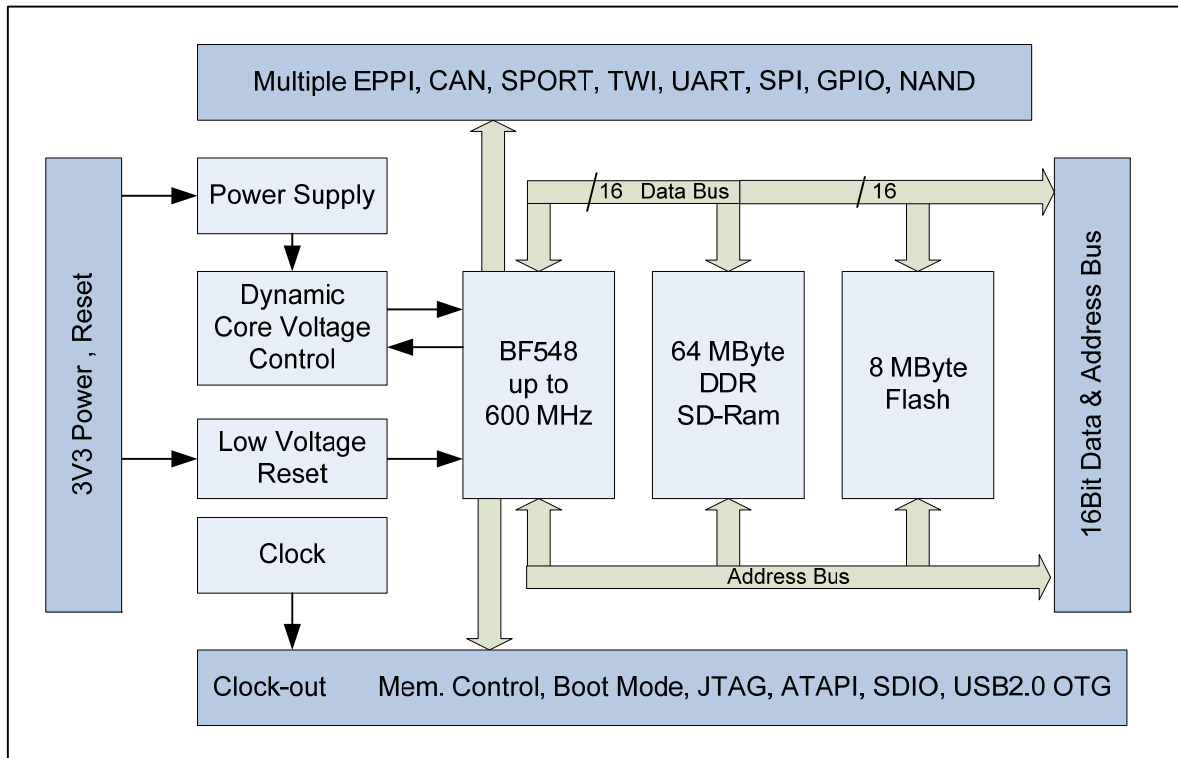 Multiple EPPI, CAN, SPORT, TWI, UART, SPI, GPIO, NAND
3V3 Power , Reset
Power Supply
Dynamic
Core Voltage
Control
Low Voltage
Reset
Clock
/ 16 Data Bus
/ 16
BF548
up to
600 MHz
64 MByte
DDR
SD-Ram
8 MByte
Flash
Address Bus
16Bit Data & Address Bus
Clock-out Mem. Control, Boot Mode, JTAG, ATAPI, SDIO, USB2.0 OTG